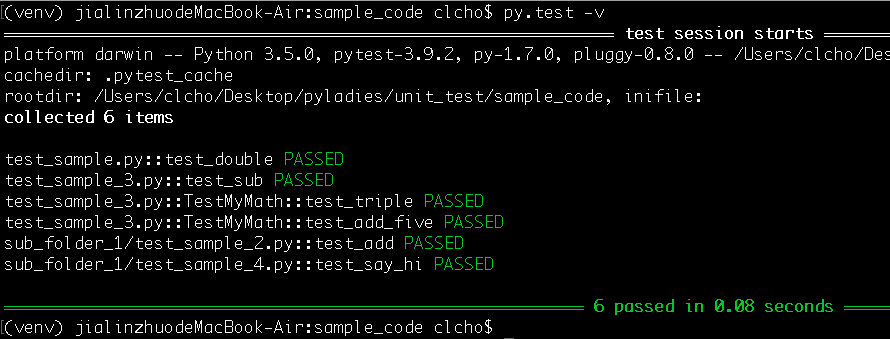 (venv) jialinzhuodeMacBook-Air:sample_code clcho$ py.test -v
test session starts
platform darwin -- Python 3.5.0, pytest-3.9.2, py-1.7.0, pluggy-0.8.0 -- /Users/clcho/Des
cachedir: .pytest_cache
rootdir: /Users/clcho/Desktop/pyladies/unit_test/sample_code, inifile:
collected 6 items
test_sample.py::test_double PASSED
test_sample_3.py::test_sub PASSED
test_sample_3.py::TestMyMath::test_triple PASSED
test_sample_3.py::TestMyMath::test_add_five PASSED
sub_folder_1/test_sample_2.py::test_add PASSED
sub_folder_1/test_sample_4.py::test_say_hi PASSED
6 passed in 0.08 seconds
(venv) jialinzhuodeMacBook-Air:sample_code clcho$